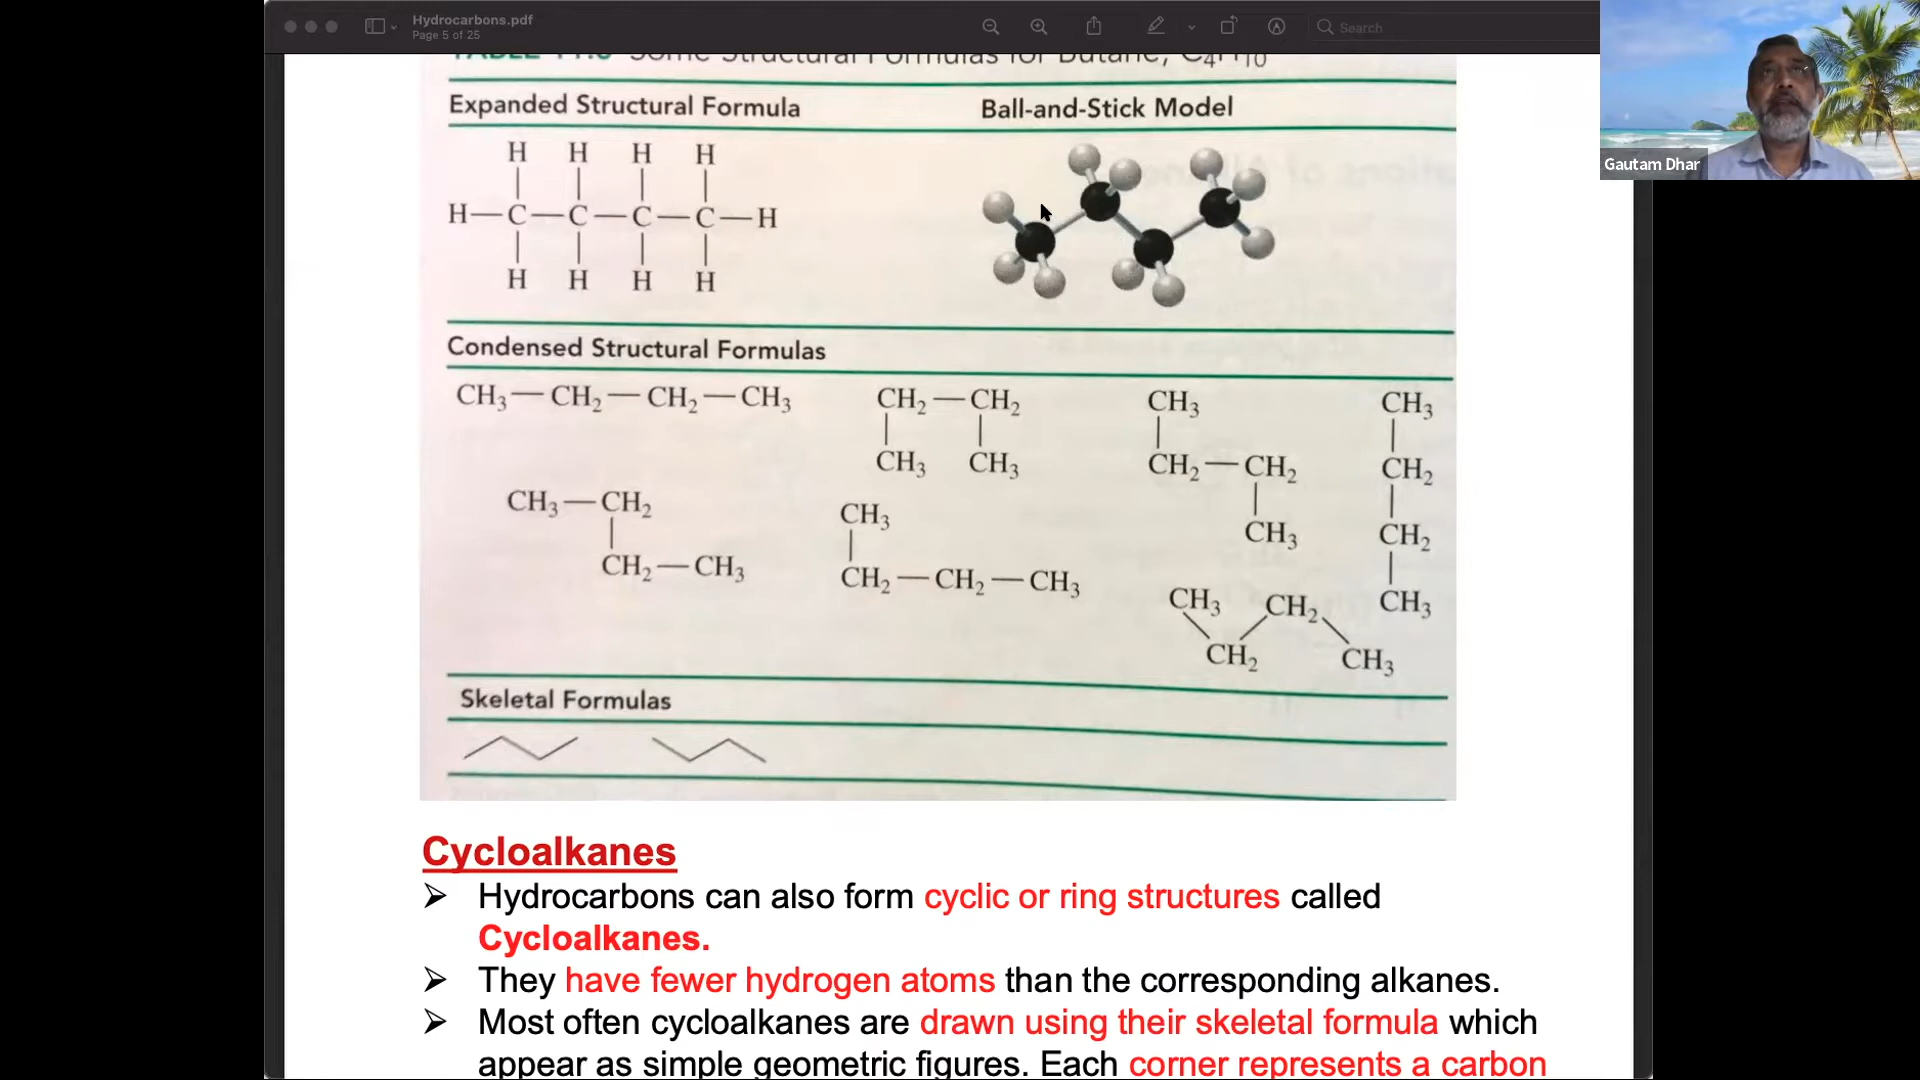 Hydrocarbons.pdf
Page 5 of 25
Search
Gautam Dhar
Some Structural Formulas for Butane, C₄H₁₀
Expanded Structural Formula
Ball-and-Stick Model
H H H H
H—C—C—C—C—H
H H H H
Condensed Structural Formulas
CH₃—CH₂—CH₂—CH₃
CH₂—CH₂
CH₃ CH₃
CH₃
CH₂—CH₂
CH₃
CH₃
CH₂
CH₂
CH₃
CH₃—CH₂
CH₂—CH₃
CH₃
CH₂—CH₂—CH₃
CH₃ CH₂
CH₂ CH₃
Skeletal Formulas
Cycloalkanes
➢ Hydrocarbons can also form cyclic or ring structures called
Cycloalkanes.
➢ They have fewer hydrogen atoms than the corresponding alkanes.
➢ Most often cycloalkanes are drawn using their skeletal formula which
appear as simple geometric figures. Each corner represents a carbon